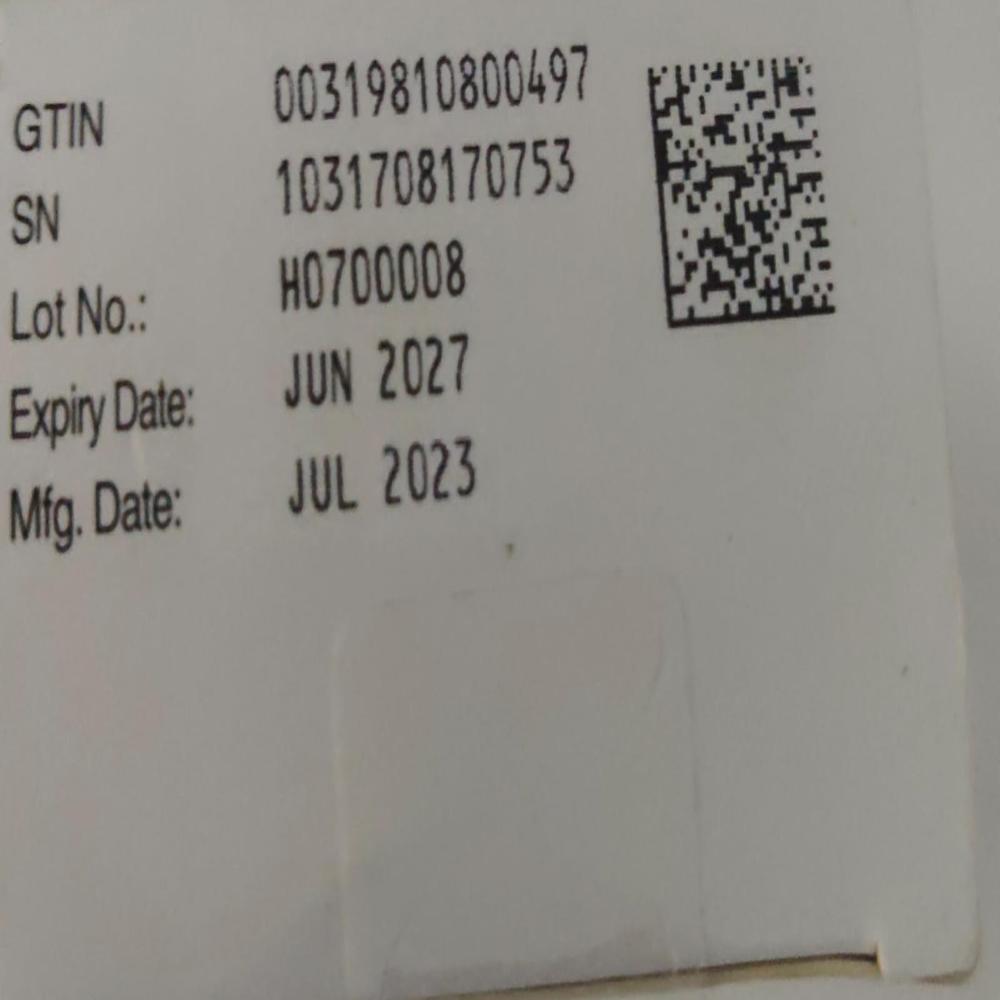 GTIN 00319810800497
SN 1031708170753
Lot No.: H0700008
Expiry Date: JUN 2027
Mfg. Date: JUL 2023